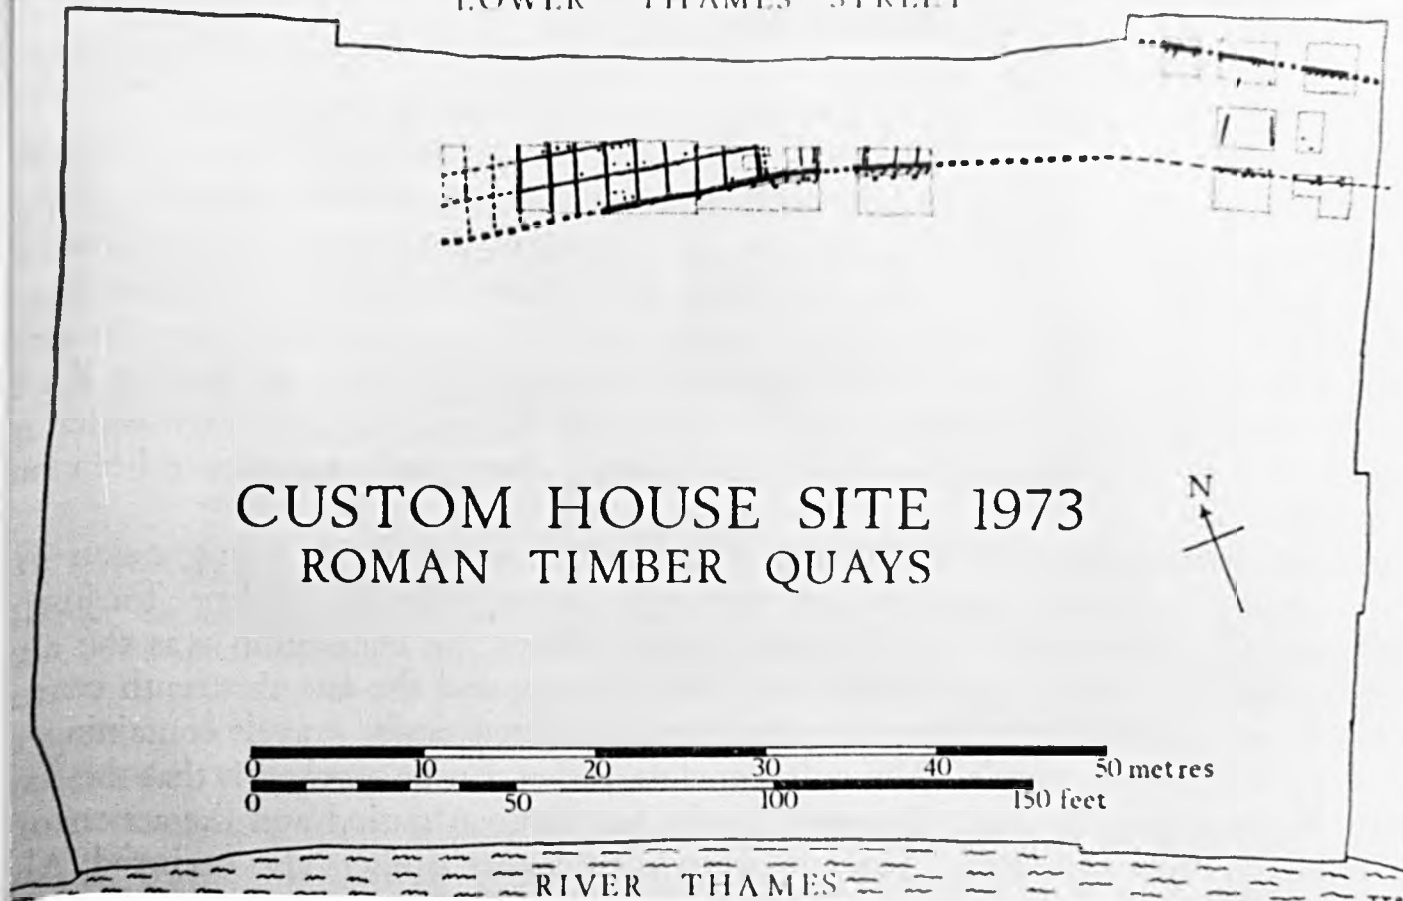 LOWER THAMES STREET
CUSTOM HOUSE SITE 1973
ROMAN TIMBER QUAYS
N
0 10 20 30 40 50 metres
0 50 100 150 feet
RIVER THAMES